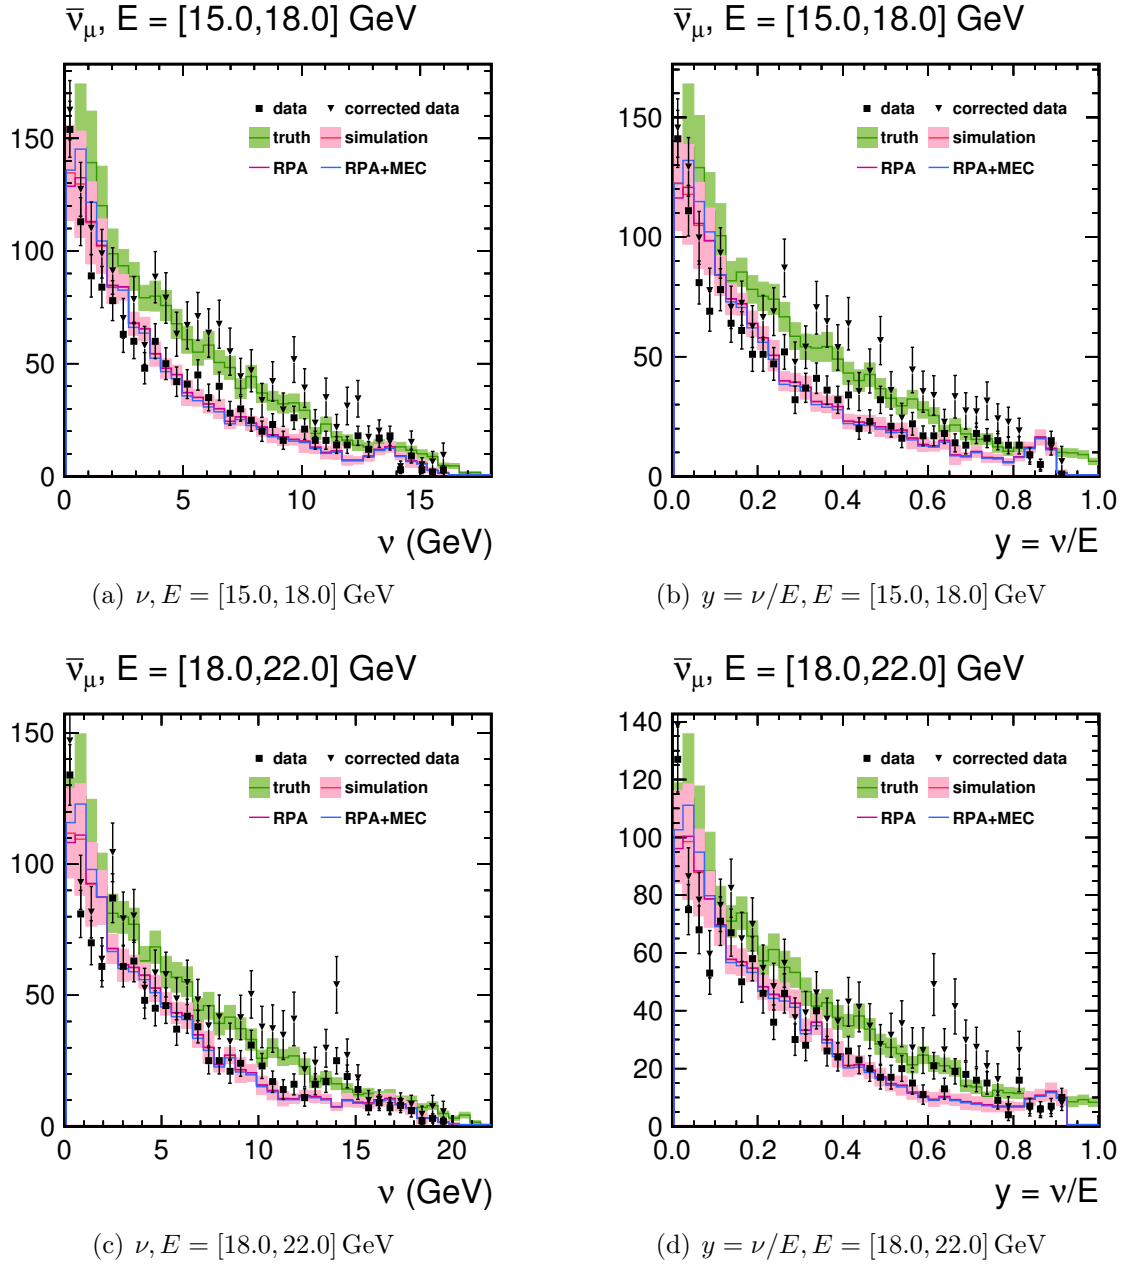 ν̅μ, E = [15.0,18.0] GeV
data
corrected data
truth
simulation
RPA
RPA+MEC
150
100
50
0
0 5 10 15
ν (GeV)
(a) ν, E = [15.0, 18.0] GeV
ν̅μ, E = [15.0,18.0] GeV
data
corrected data
truth
simulation
RPA
RPA+MEC
150
100
50
0
0.0 0.2 0.4 0.6 0.8 1.0
y = ν/E
(b) y = ν/E, E = [15.0, 18.0] GeV
ν̅μ, E = [18.0,22.0] GeV
data
corrected data
truth
simulation
RPA
RPA+MEC
150
100
50
0
0 5 10 15 20
ν (GeV)
(c) ν, E = [18.0, 22.0] GeV
ν̅μ, E = [18.0,22.0] GeV
data
corrected data
truth
simulation
RPA
RPA+MEC
140
120
100
80
60
40
20
0
0.0 0.2 0.4 0.6 0.8 1.0
y = ν/E
(d) y = ν/E, E = [18.0, 22.0] GeV